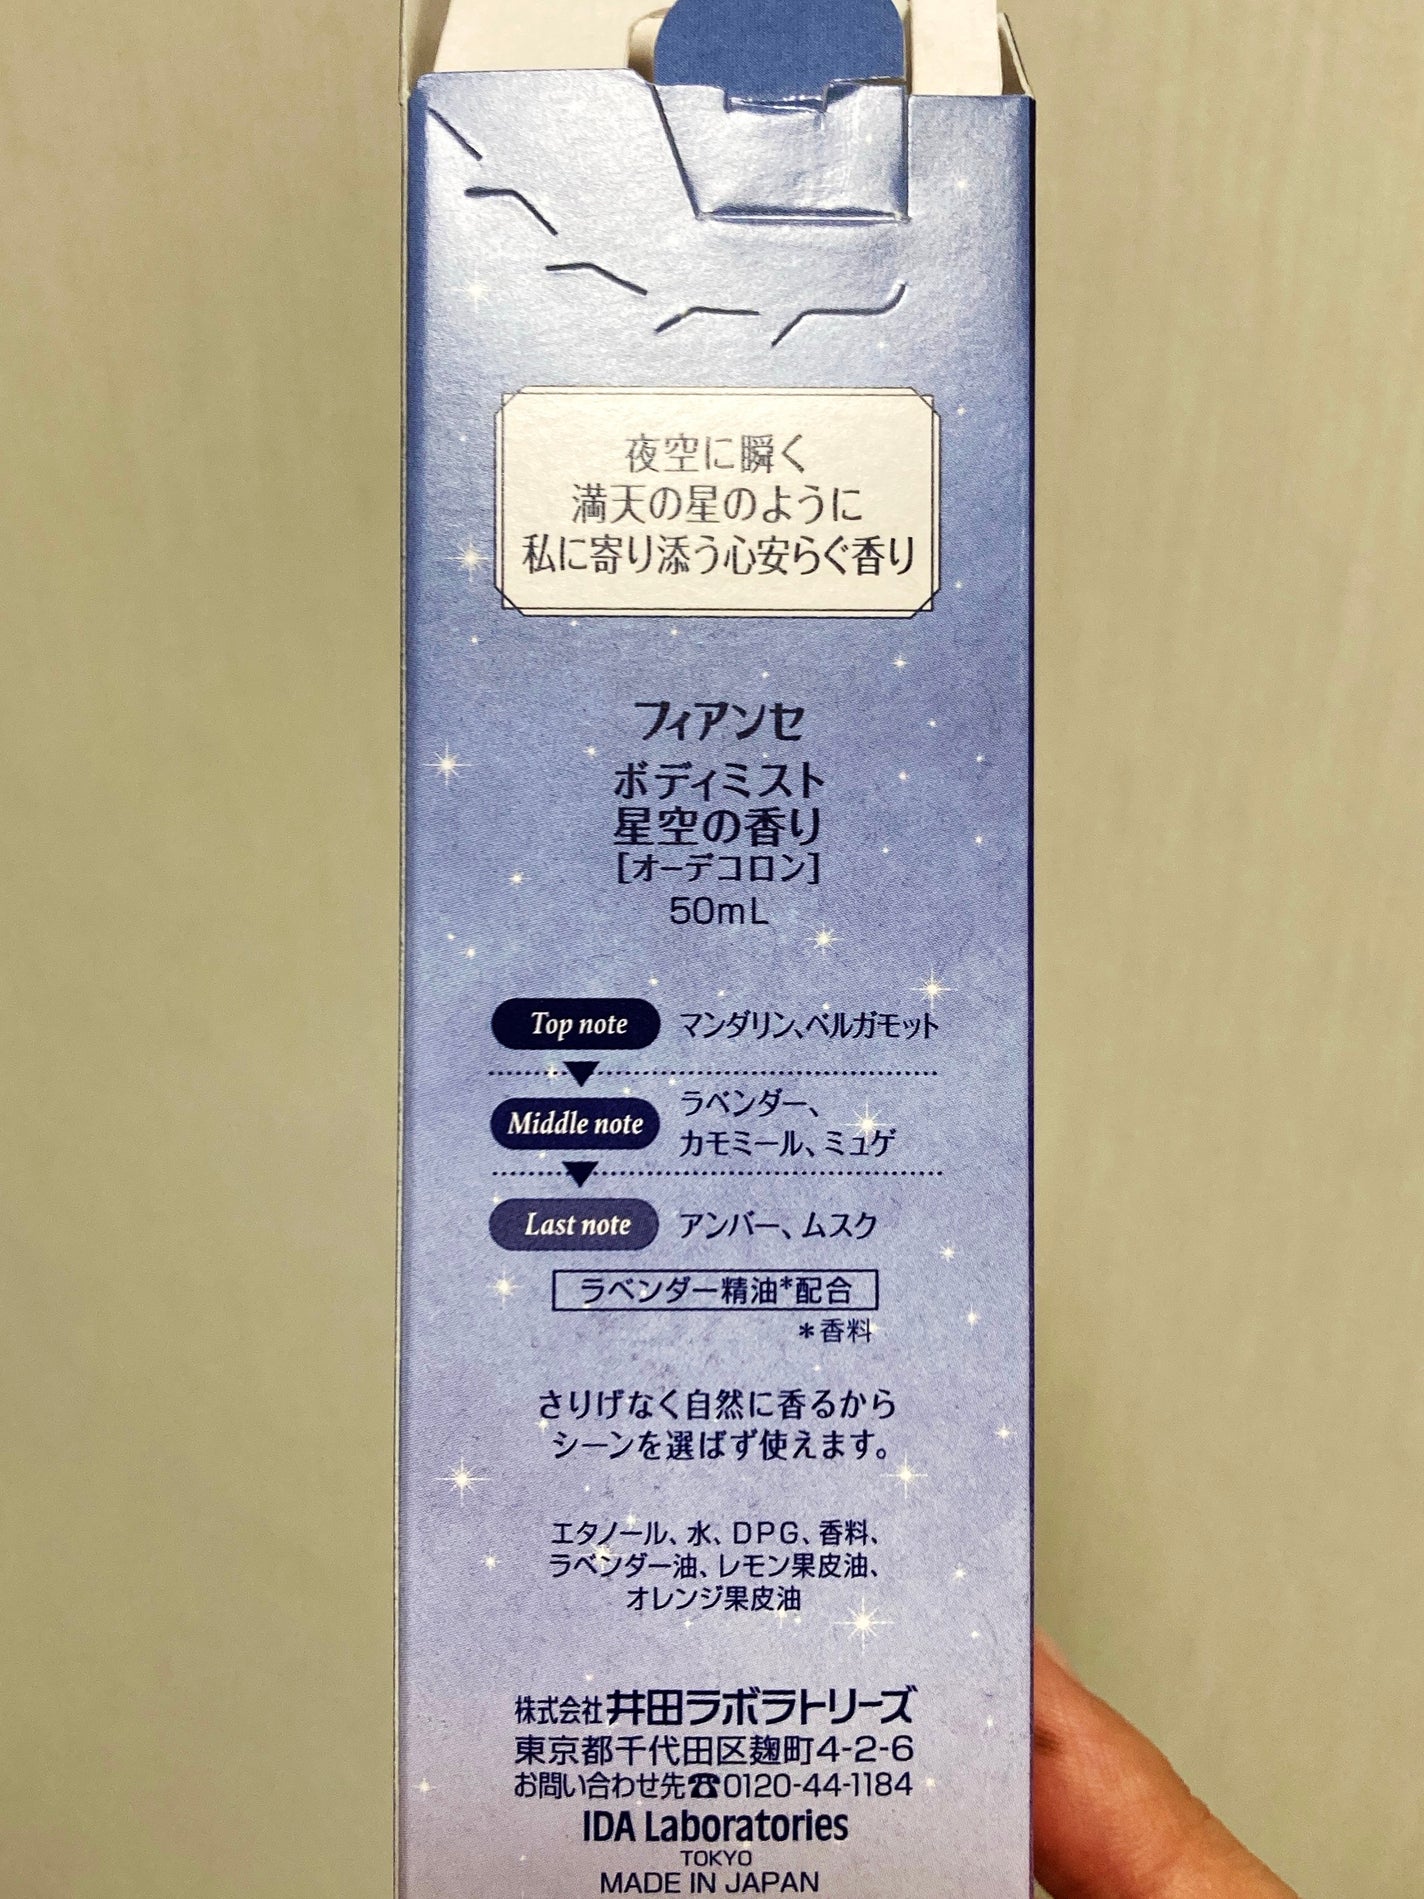 夜空に瞬く
満天の星のように
私に寄り添う心安らぐ香り
フィアンセ
ボディミスト
星空の香り
[オーデコロン]
50mL
Top note マンダリン、ベルガモット
Middle note ラベンダー、
カモミール、ミュゲ
Last note アンバー、ムスク
ラベンダー精油*配合
*香料
さりげなく自然に香るから
シーンを選ばず使えます。
エタノール、水、DPG、香料、
ラベンダー油、レモン果皮油、
オレンジ果皮油
株式会社井田ラボラトリーズ
東京都千代田区麹町4-2-6
お問い合わせ先☎0120-44-1184
IDA Laboratories
TOKYO
MADE IN JAPAN